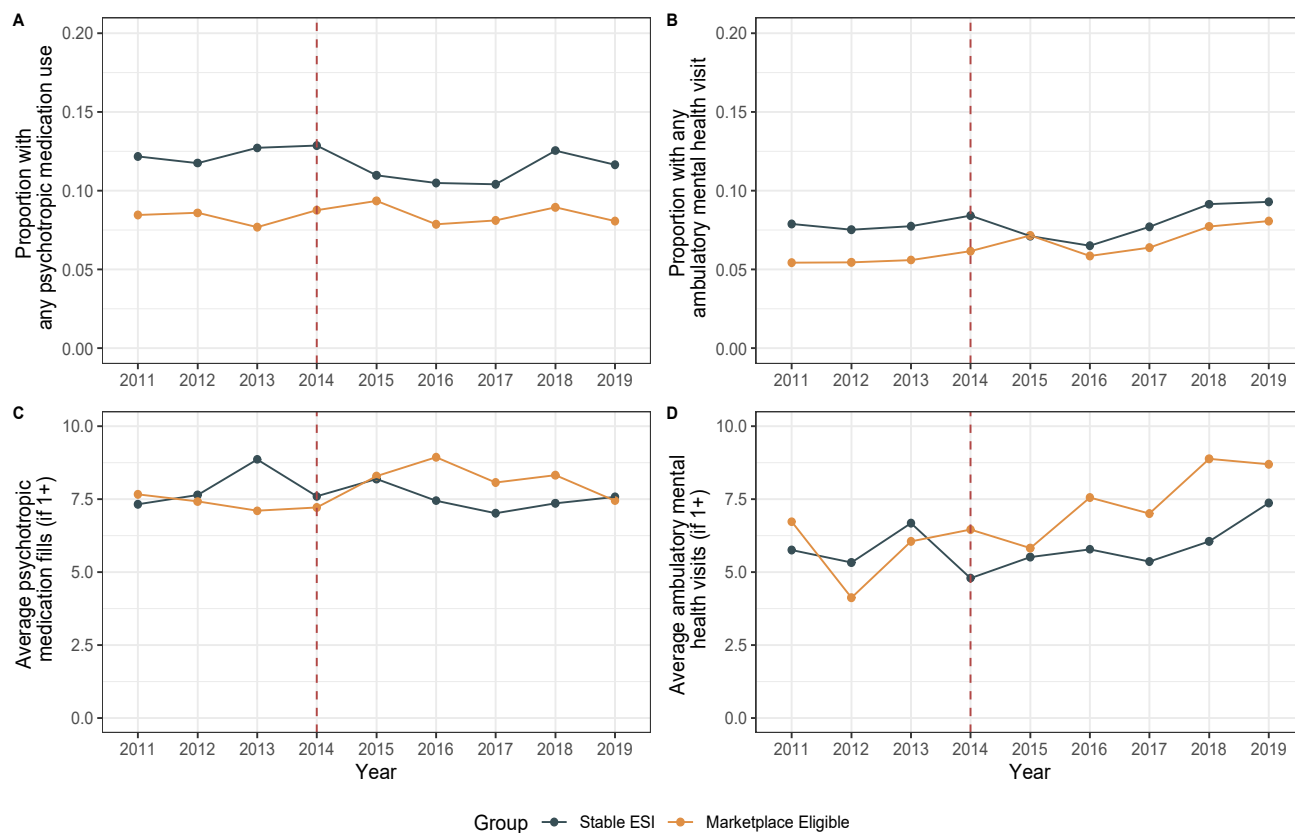 A
Proportion with
any psychotropic medication use
0.20
0.15
0.10
0.05
0.00
2011 2012 2013 2014 2015 2016 2017 2018 2019
B
Proportion with any
ambulatory mental health visit
0.20
0.15
0.10
0.05
0.00
2011 2012 2013 2014 2015 2016 2017 2018 2019
C
Average psychotropic
medication fills (if 1+)
10.0
7.5
5.0
2.5
0.0
2011 2012 2013 2014 2015 2016 2017 2018 2019
Year
D
Average ambulatory mental
health visits (if 1+)
10.0
7.5
5.0
2.5
0.0
2011 2012 2013 2014 2015 2016 2017 2018 2019
Year
Group Stable ESI Marketplace Eligible